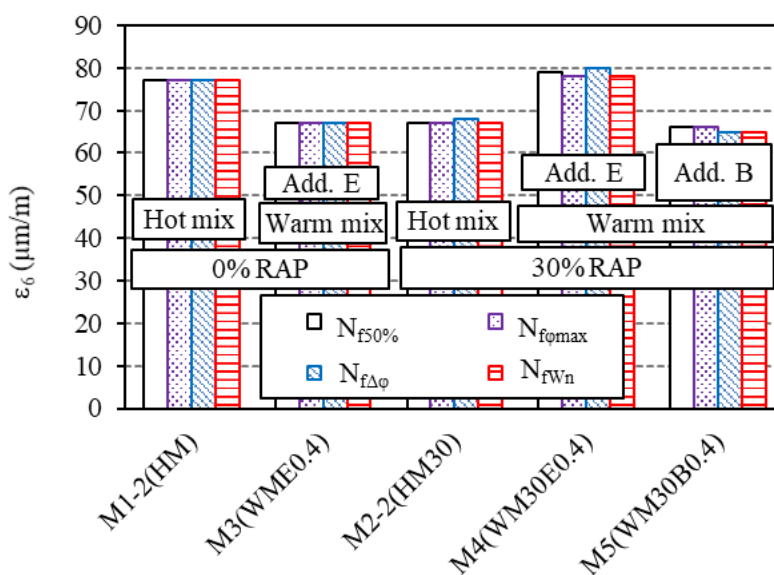 90
80
70
60
50
40
30
20
10
0
ε6 (μm/m)
Add. E
Add. E
Add. B
Hot mix
Warm mix
Hot mix
Warm mix
0% RAP
30% RAP
Nf50%
Nfφmax
NfΔφ
NfWn
M1-2(HM)
M3(WME0.4)
M2-2(HM30)
M4(WM30E0.4)
M5(WM30B0.4)